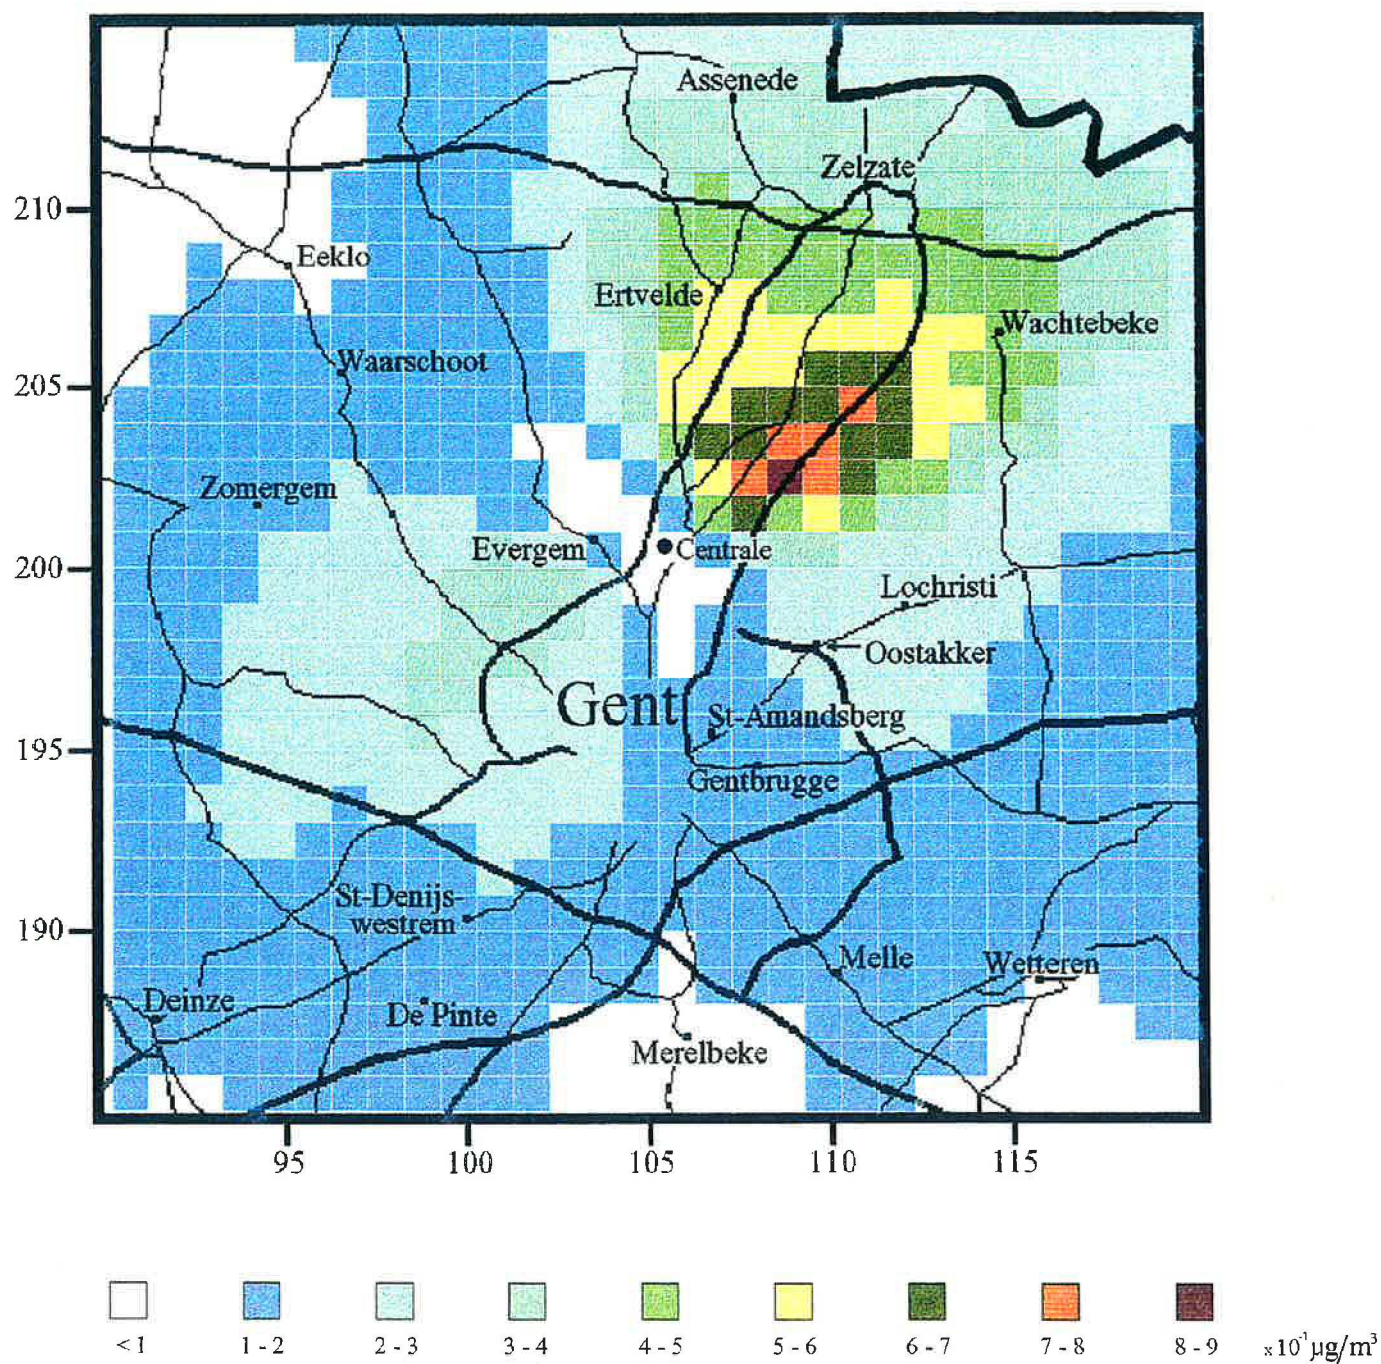 Assenede
Zelzate
210
Eeklo
Ertvelde
Wachtebeke
Waarschoot
205
Zomergem
Evergem
Centrale
200
Lochristi
Oostakker
Gent
St-Amandsberg
195
Gentbrugge
St-Denijs-
westrem
190
Melle
Wetteren
Deinze
De Pinte
Merelbeke
95 100 105 110 115
< 1 1 - 2 2 - 3 3 - 4 4 - 5 5 - 6 6 - 7 7 - 8 8 - 9 x10⁻¹µg/m³